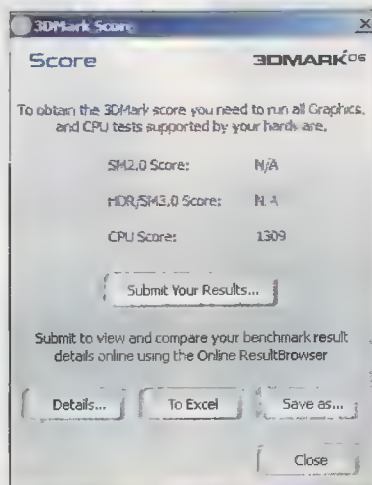 3DMark Score
Score
3DMARK06
To obtain the 3DMark score you need to run all Graphics,
and CPU tests supported by your hardware.
SM2.0 Score: N/A
HDR/SM3.0 Score: N/A
CPU Score: 1309
Submit Your Results...
Submit to view and compare your benchmark result
details online using the Online ResultBrowser
Details...
To Excel
Save as...
Close